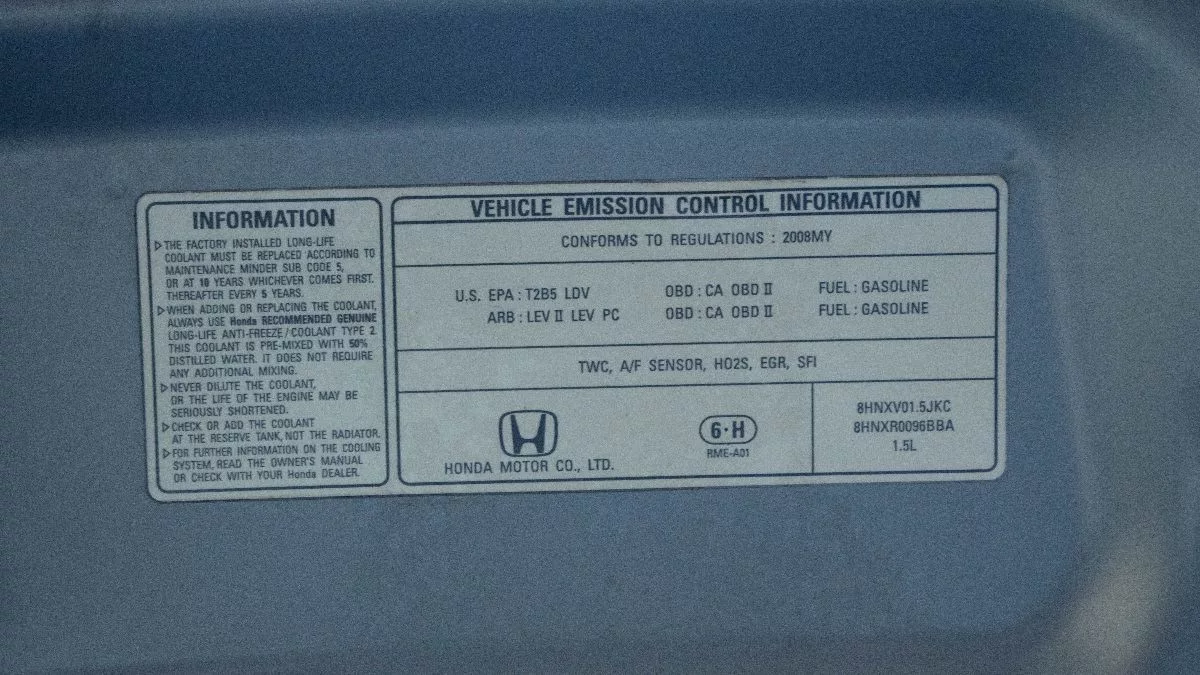 INFORMATION
▷THE FACTORY INSTALLED LONG-LIFE
COOLANT MUST BE REPLACED ACCORDING TO
MAINTENANCE MINDER SUB CODE 5,
OR AT 10 YEARS WHICHEVER COMES FIRST.
THEREAFTER EVERY 5 YEARS.
▷WHEN ADDING OR REPLACING THE COOLANT,
ALWAYS USE Honda RECOMMENDED GENUINE
LONG-LIFE ANTI-FREEZE/COOLANT TYPE 2.
THIS COOLANT IS PRE-MIXED WITH 50%
DISTILLED WATER. IT DOES NOT REQUIRE
ANY ADDITIONAL MIXING.
▷NEVER DILUTE THE COOLANT,
OR THE LIFE OF THE ENGINE MAY BE
SERIOUSLY SHORTENED.
▷CHECK OR ADD THE COOLANT
AT THE RESERVE TANK, NOT THE RADIATOR.
▷FOR FURTHER INFORMATION ON THE COOLING
SYSTEM, READ THE OWNER'S MANUAL
OR CHECK WITH YOUR Honda DEALER.
VEHICLE EMISSION CONTROL INFORMATION
CONFORMS TO REGULATIONS : 2008MY
U.S. EPA : T2B5 LDV OBD : CA OBD II FUEL : GASOLINE
ARB : LEV II LEV PC OBD : CA OBD II FUEL : GASOLINE
TWC, A/F SENSOR, HO2S, EGR, SFI
HONDA MOTOR CO., LTD.
6·H
RME-A01
8HNXV01.5JKC
8HNXR0096BBA
1.5L